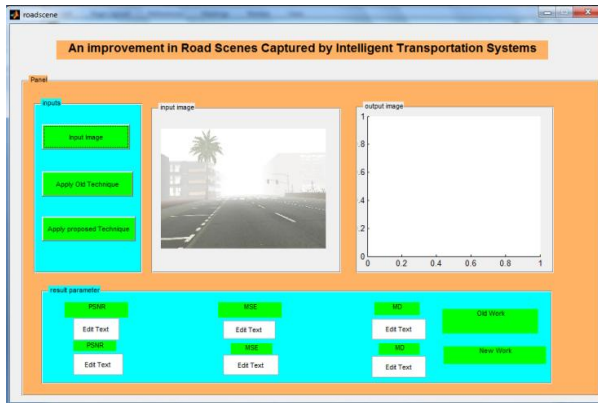 roadscene
An improvement in Road Scenes Captured by Intelligent Transportation Systems
Panel
inputs
Input Image
Apply Old Technique
Apply proposed Technique
input image
output image
1
.8
.6
.4
.2
0
0 0.2 0.4 0.6 0.8 1
result parameter
PSNR MSE MD Old Work
Edit Text Edit Text Edit Text
PSNR MSE MD New Work
Edit Text Edit Text Edit Text